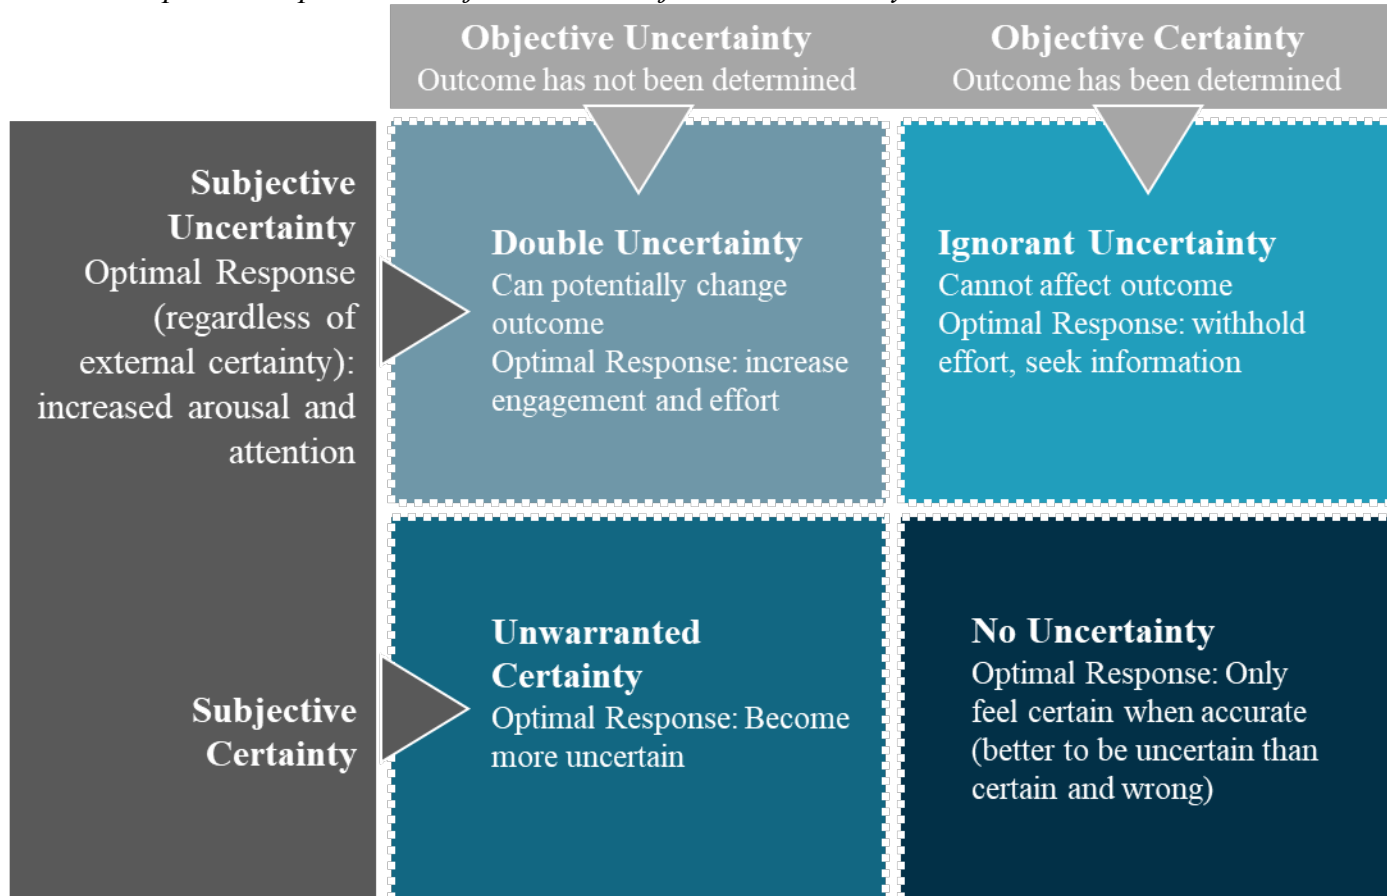 Objective Uncertainty
Outcome has not been determined
Objective Certainty
Outcome has been determined
Subjective
Uncertainty
Optimal Response
(regardless of
external certainty):
increased arousal and
attention
Double Uncertainty
Can potentially change
outcome
Optimal Response: increase
engagement and effort
Ignorant Uncertainty
Cannot affect outcome
Optimal Response: withhold
effort, seek information
Subjective
Certainty
Unwarranted
Certainty
Optimal Response: Become
more uncertain
No Uncertainty
Optimal Response: Only
feel certain when accurate
(better to be uncertain than
certain and wrong)